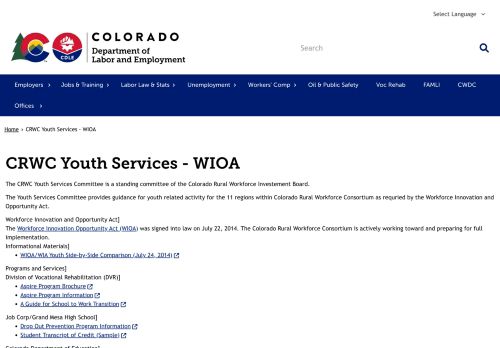 Select Language
COLORADO
Department of
Labor and Employment
CDLE
Search
Employers
Jobs & Training
Labor Law & Stats
Unemployment
Workers' Comp
Oil & Public Safety
Voc Rehab
FAMLI
CWDC
Offices
Home › CRWC Youth Services - WIOA
CRWC Youth Services - WIOA
The CRWC Youth Services Committee is a standing committee of the Colorado Rural Workforce Investement Board.
The Youth Services Committee provides guidance for youth related activity for the 11 regions within Colorado Rural Workforce Consortium as requried by the Workforce Innovation and
Opportunity Act.
Workforce Innovation and Opportunity Act]
The Workforce Innovation Opportunity Act (WIOA) was signed into law on July 22, 2014. The Colorado Rural Workforce Consortium is actively working toward and preparing for full
implementation.
Informational Materials]
• WIOA/WIA Youth Side-by-Side Comparison (July 24, 2014)
Programs and Services]
Division of Vocational Rehabilitation (DVR)]
• Aspire Program Brochure
• Aspire Program Information
• A Guide for School to Work Transition
Job Corp/Grand Mesa High School]
• Drop Out Prevention Program Information
• Student Transcript of Credit (Sample)
Colorado Department of Education]